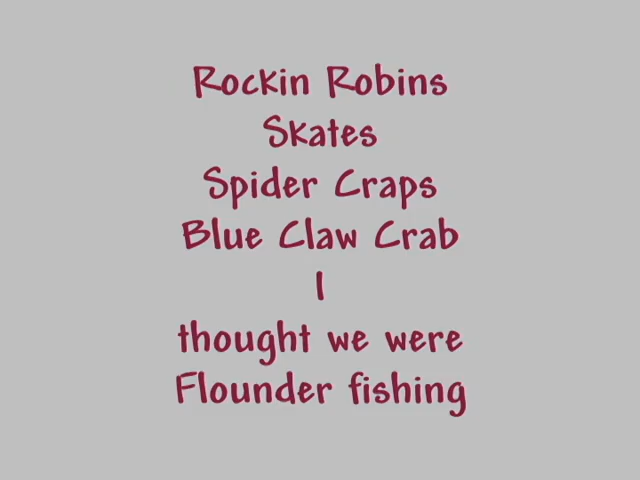 Rockin Robins
Skates
Spider Craps
Blue Claw Crab
I
thought we were
Flounder fishing